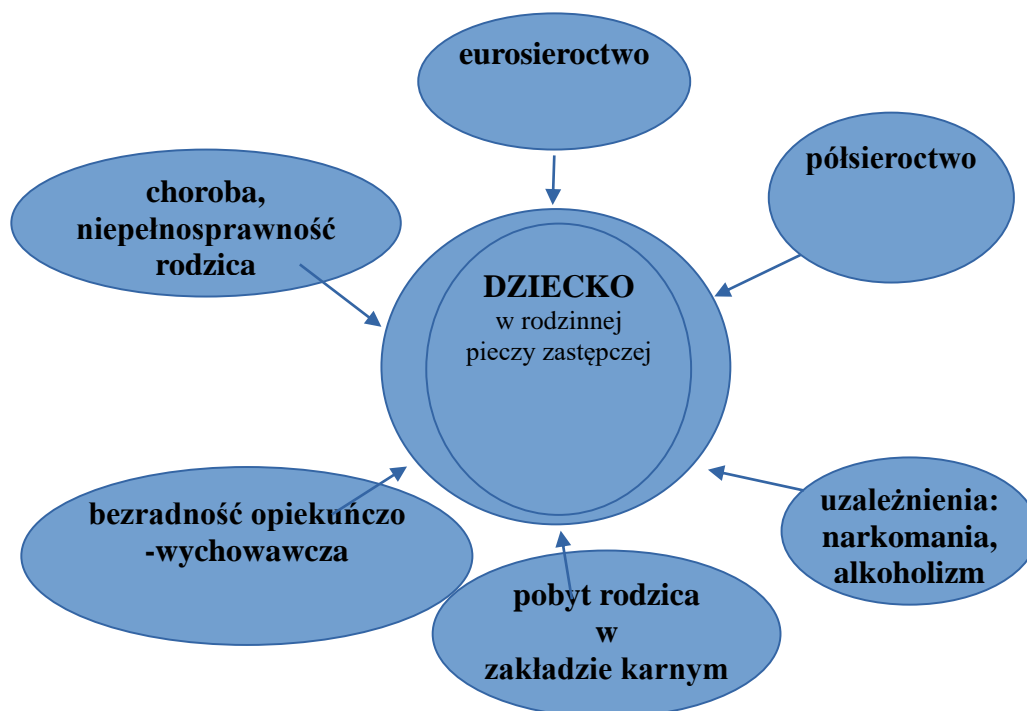 eurosieroctwo
półsieroctwo
choroba,
niepełnosprawność
rodzica
DZIECKO
w rodzinnej
pieczy zastępczej
bezradność opiekuńczo
-wychowawcza
uzależnienia:
narkomania,
alkoholizm
pobyt rodzica
w
zakładzie karnym